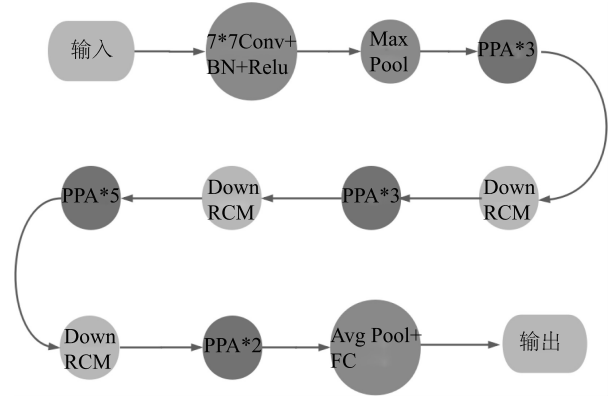 输入
7*7Conv+
BN+Relu
Max
Pool
PPA*3
Down
RCM
PPA*3
Down
RCM
PPA*5
Down
RCM
PPA*2
Avg Pool+
FC
输出